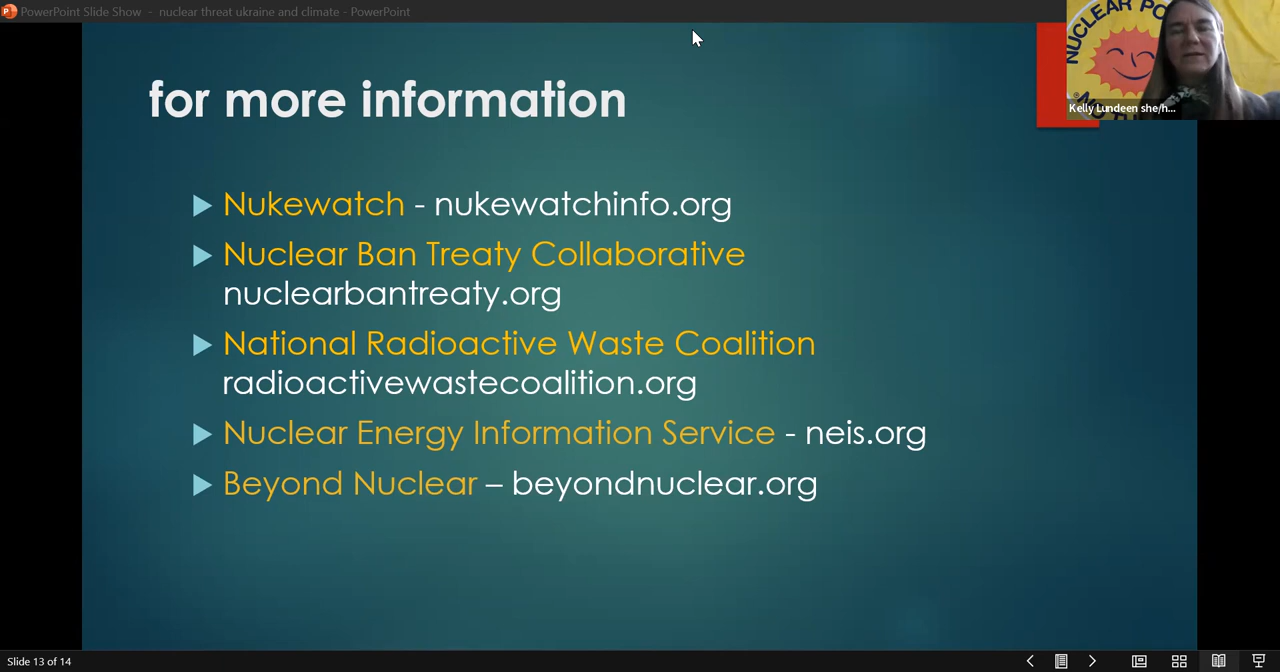 PowerPoint Slide Show - nuclear threat ukraine and climate - PowerPoint
NUCLEAR PO
Kelly Lundeen she/h...
for more information
Nukewatch - nukewatchinfo.org
Nuclear Ban Treaty Collaborative
nuclearbantreaty.org
National Radioactive Waste Coalition
radioactivewastecoalition.org
Nuclear Energy Information Service - neis.org
Beyond Nuclear – beyondnuclear.org
Slide 13 of 14